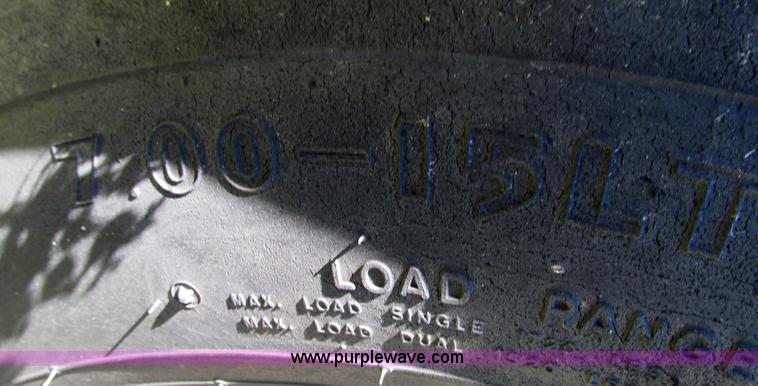 7.00-15LT
LOAD RANGE
MAX. LOAD SINGLE
MAX. LOAD DUAL
www.purplewave.com